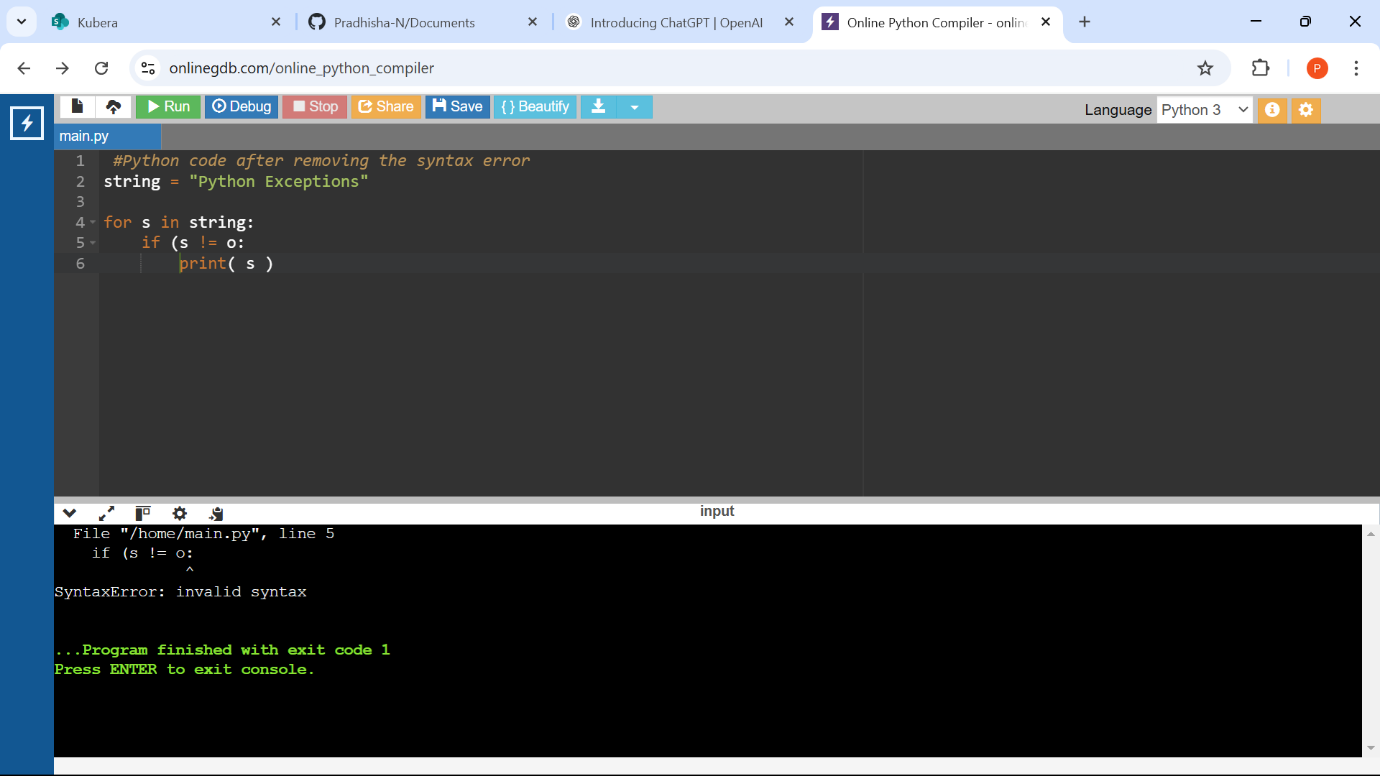 Kubera
Pradhisha-N/Documents
Introducing ChatGPT | OpenAI
Online Python Compiler - onlin
onlinegdb.com/online_python_compiler
P
Run Debug Stop Share Save { } Beautify
Language Python 3
main.py
1 #Python code after removing the syntax error
2 string = "Python Exceptions"
3
4 for s in string:
5 if (s != o:
6 print( s )
input
File "/home/main.py", line 5
if (s != o:
^
SyntaxError: invalid syntax
...Program finished with exit code 1
Press ENTER to exit console.